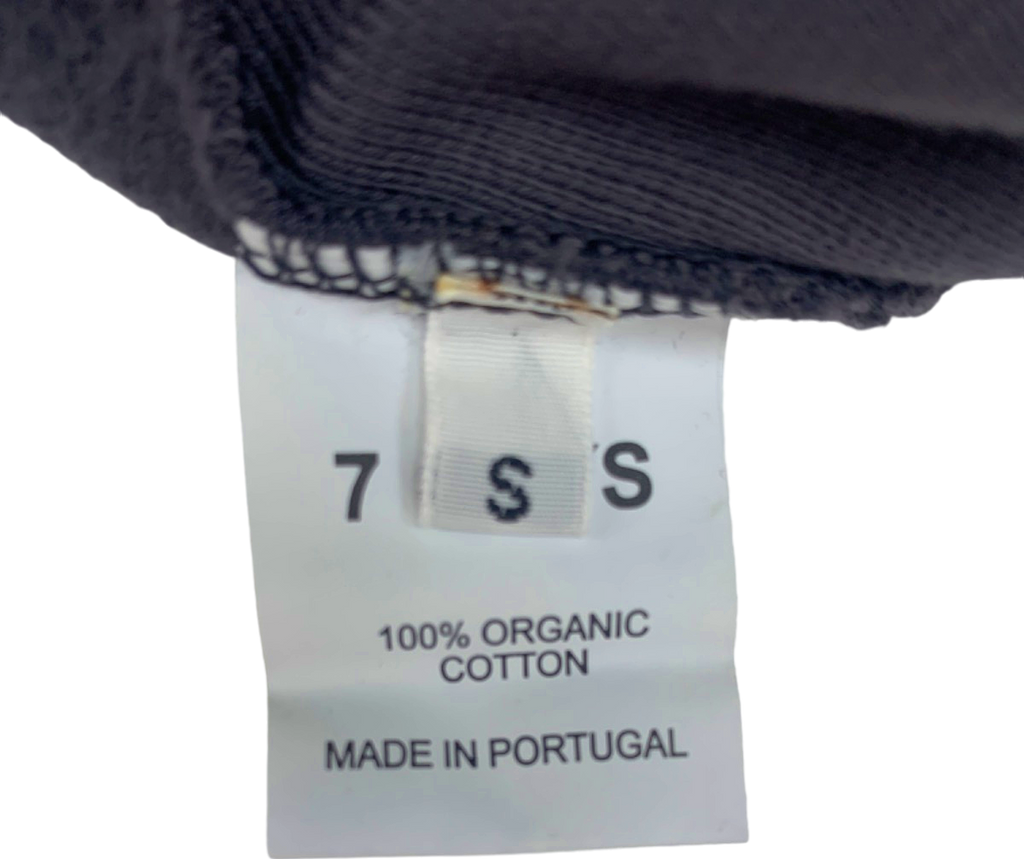 7 S S
100% ORGANIC
COTTON
MADE IN PORTUGAL